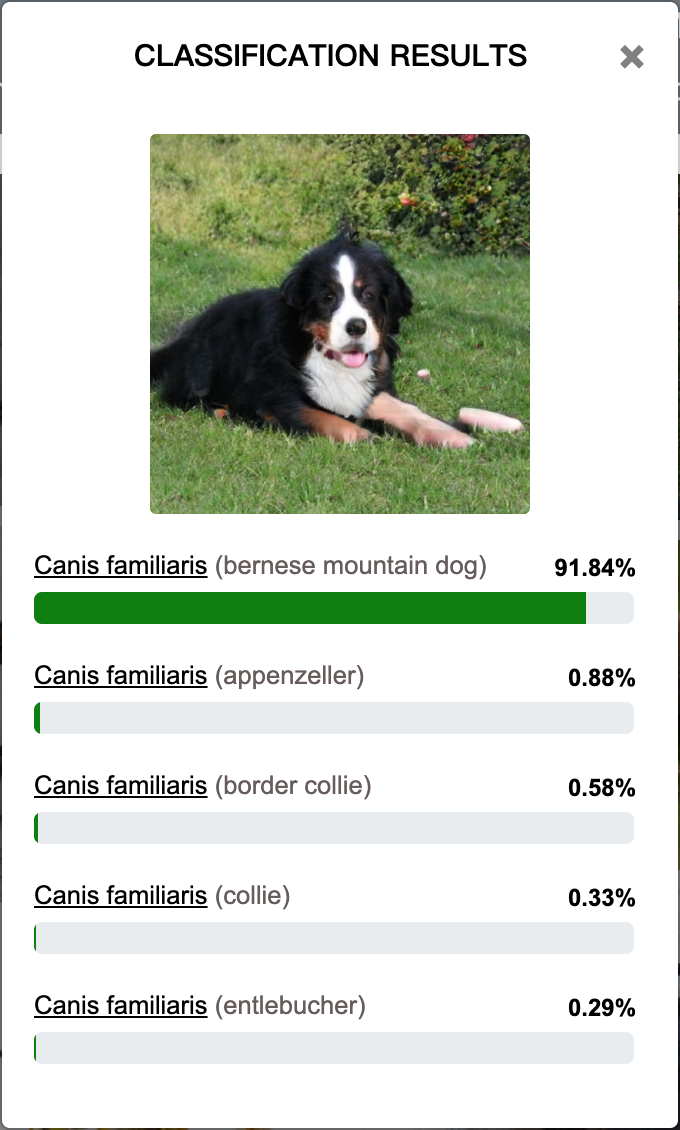 CLASSIFICATION RESULTS
Canis familiaris (bernese mountain dog) 91.84%
Canis familiaris (appenzeller) 0.88%
Canis familiaris (border collie) 0.58%
Canis familiaris (collie) 0.33%
Canis familiaris (entlebucher) 0.29%